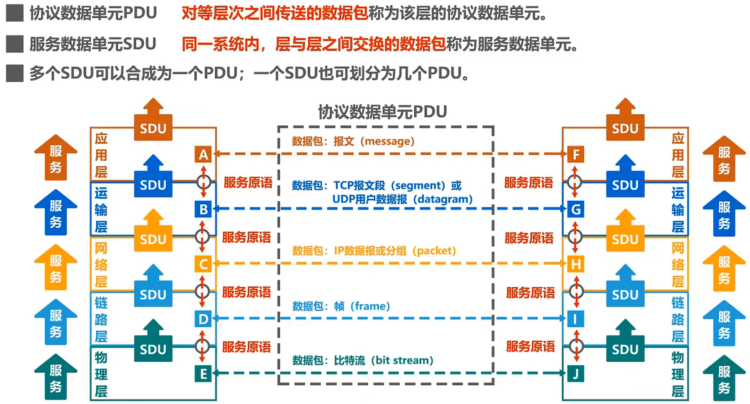 协议数据单元PDU 对等层次之间传送的数据包称为该层的协议数据单元。
服务数据单元SDU 同一系统内，层与层之间交换的数据包称为服务数据单元。
多个SDU可以合成为一个PDU；一个SDU也可划分为几个PDU。
协议数据单元PDU
SDU
SDU
服务
应用层
A
数据包：报文（message）
F
应用层
服务
服务原语
服务原语
SDU
SDU
服务
运输层
B
数据包：TCP报文段（segment）或
UDP用户数据报（datagram）
G
运输层
服务
服务原语
服务原语
SDU
SDU
服务
网络层
C
数据包：IP数据报或分组（packet）
H
网络层
服务
服务原语
服务原语
SDU
SDU
服务
链路层
D
数据包：帧（frame）
I
链路层
服务
服务原语
服务原语
SDU
SDU
服务
物理层
E
数据包：比特流（bit stream）
J
物理层
服务